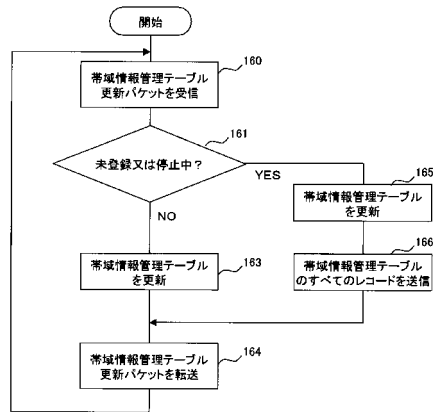 開始
帯域情報管理テーブル
更新パケットを受信
160
未登録又は停止中？
161
YES
NO
帯域情報管理テーブル
を更新
165
帯域情報管理テーブル
を更新
163
帯域情報管理テーブル
のすべてのレコードを送信
166
帯域情報管理テーブル
更新パケットを転送
164